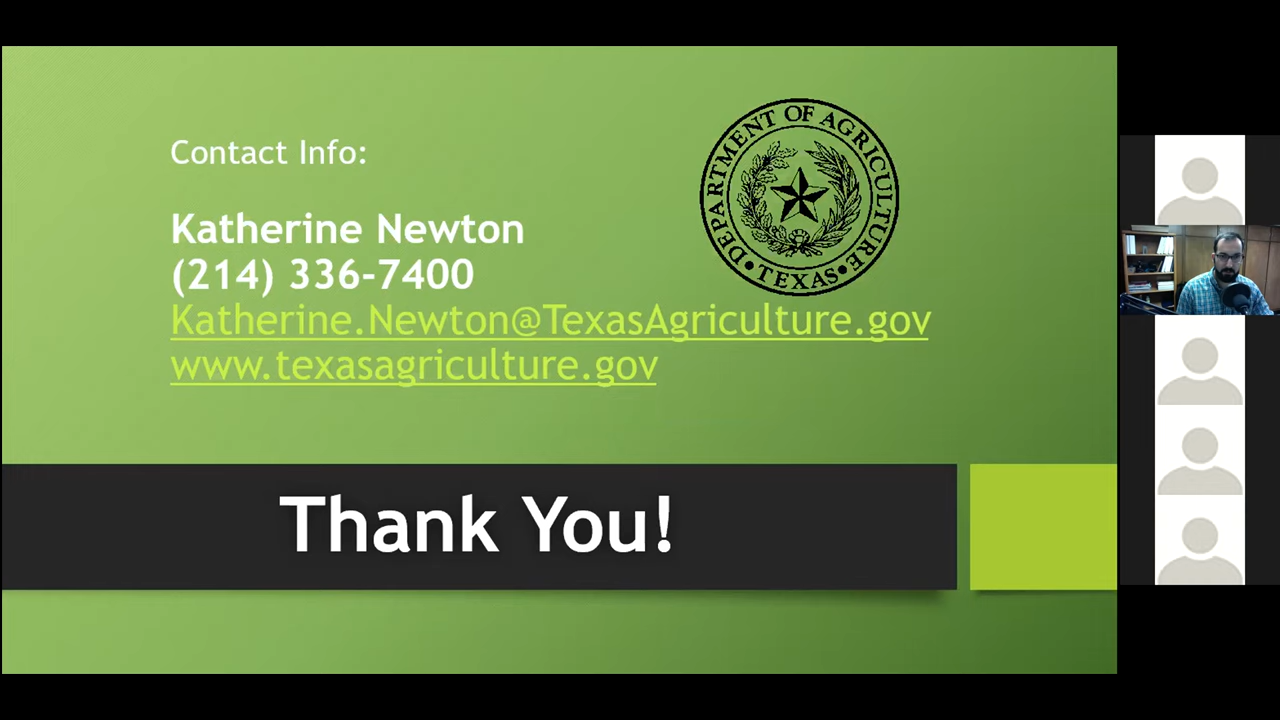 Contact Info:
Katherine Newton
(214) 336-7400
Katherine.Newton@TexasAgriculture.gov
www.texasagriculture.gov
DEPARTMENT OF AGRICULTURE
•TEXAS•
Thank You!